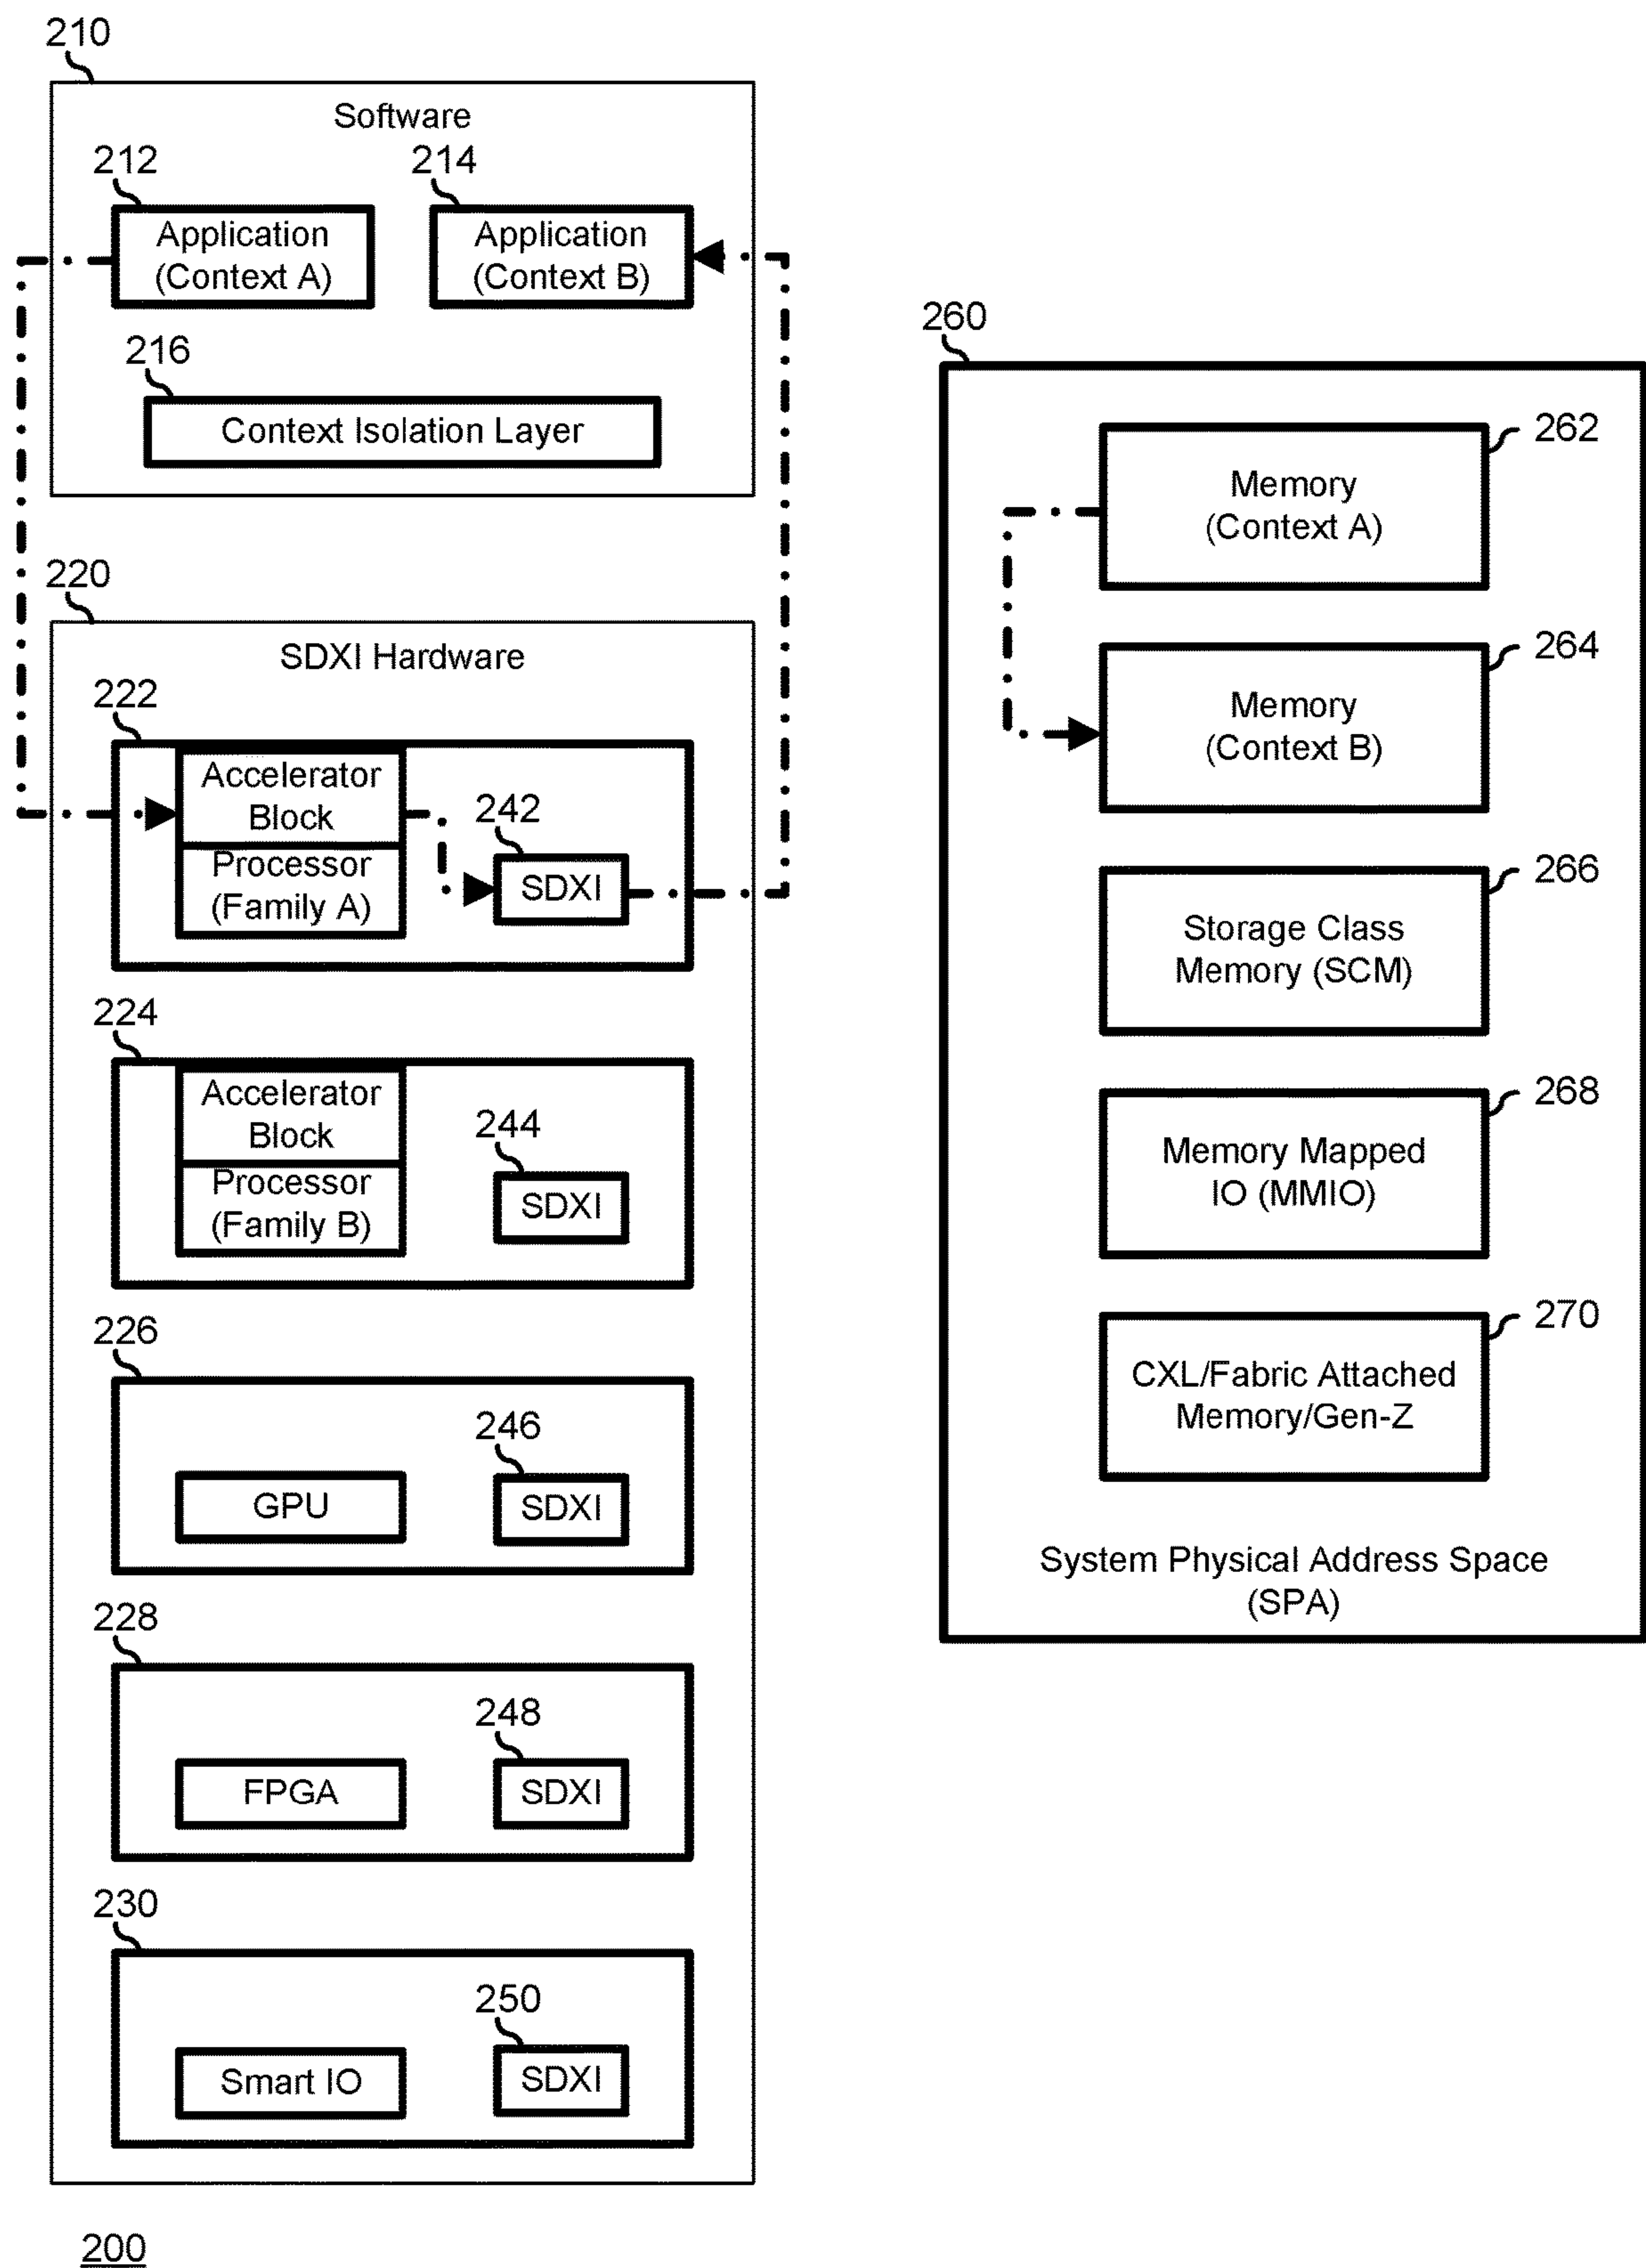 210
Software
212
214
Application
(Context A)
Application
(Context B)
216
Context Isolation Layer
220
SDXI Hardware
222
Accelerator
Block
Processor
(Family A)
242
SDXI
224
Accelerator
Block
Processor
(Family B)
244
SDXI
226
GPU
246
SDXI
228
FPGA
248
SDXI
230
Smart IO
250
SDXI
260
262
Memory
(Context A)
264
Memory
(Context B)
266
Storage Class
Memory (SCM)
268
Memory Mapped
IO (MMIO)
270
CXL/Fabric Attached
Memory/Gen-Z
System Physical Address Space
(SPA)
200